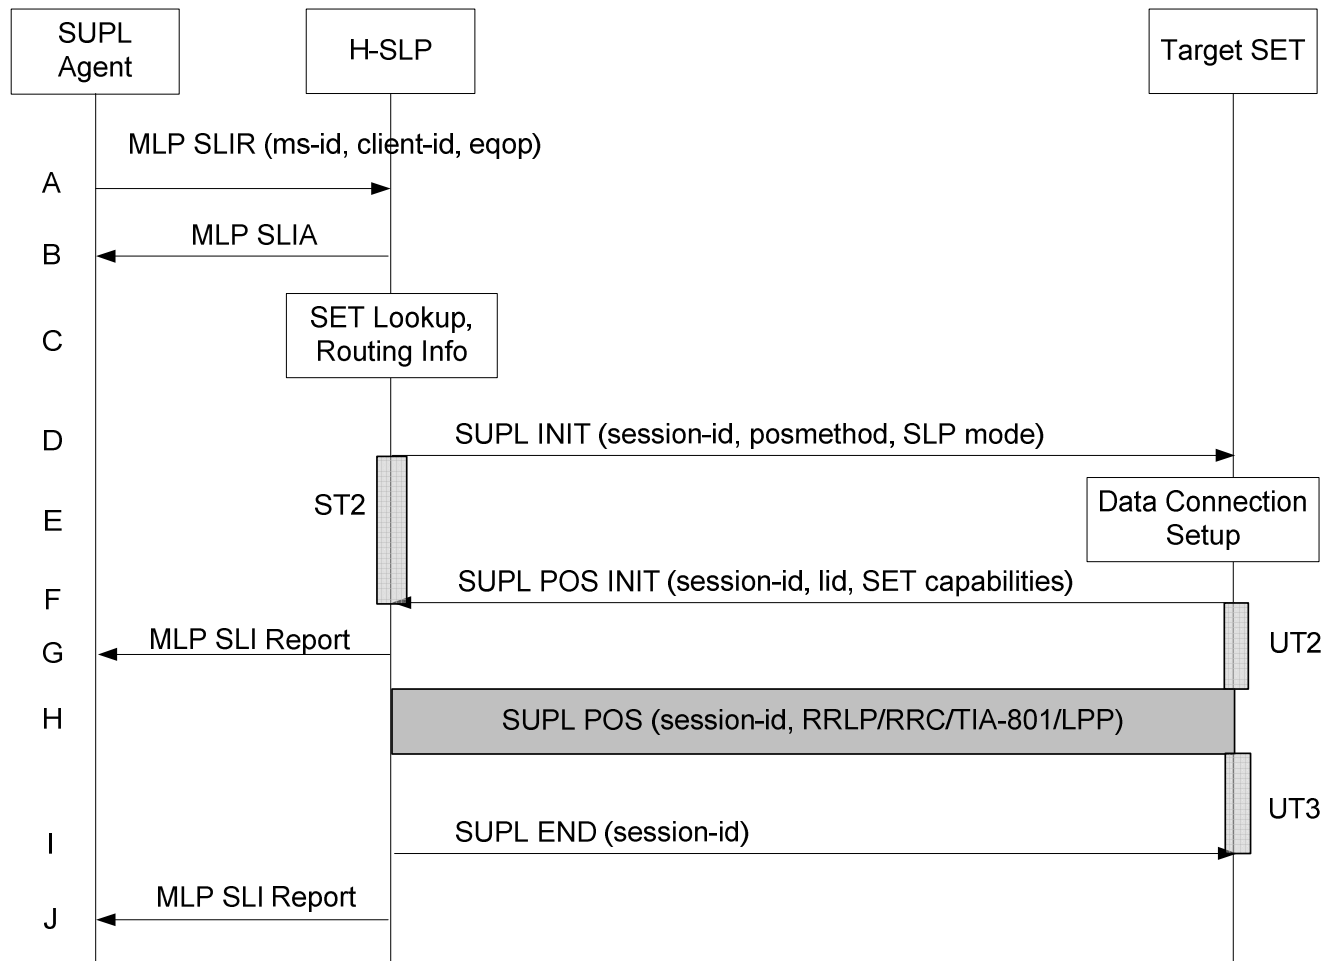 SUPL
Agent
H-SLP
Target SET
MLP SLIR (ms-id, client-id, eqop)
A
MLP SLIA
B
SET Lookup,
Routing Info
C
D
SUPL INIT (session-id, posmethod, SLP mode)
ST2
E
Data Connection
Setup
SUPL POS INIT (session-id, lid, SET capabilities)
F
MLP SLI Report
G
UT2
H
SUPL POS (session-id, RRLP/RRC/TIA-801/LPP)
UT3
SUPL END (session-id)
I
MLP SLI Report
J